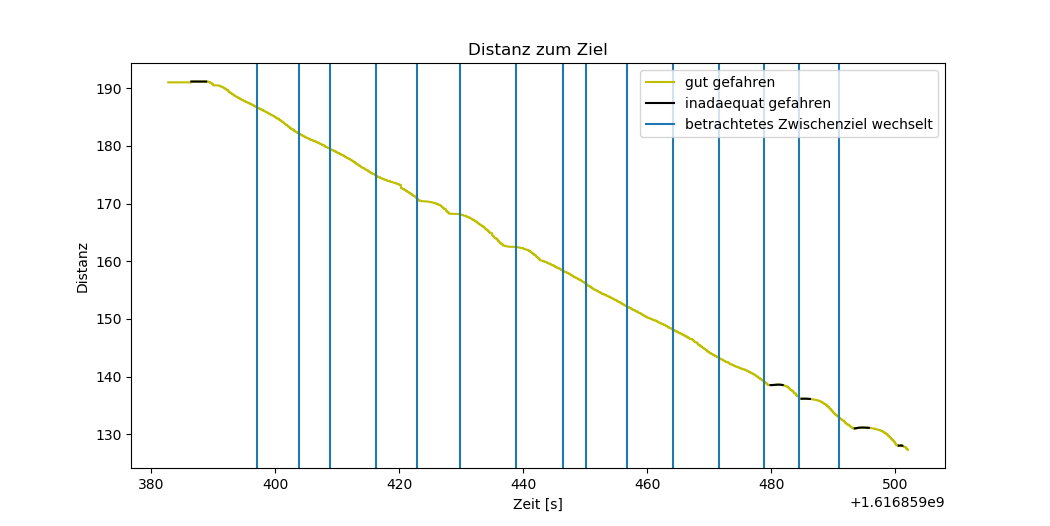 Distanz zum Ziel
gut gefahren
inadaequat gefahren
betrachtetes Zwischenziel wechselt
190
180
170
160
150
140
130
Distanz
380 400 420 440 460 480 500
Zeit [s]
+1.616859e9